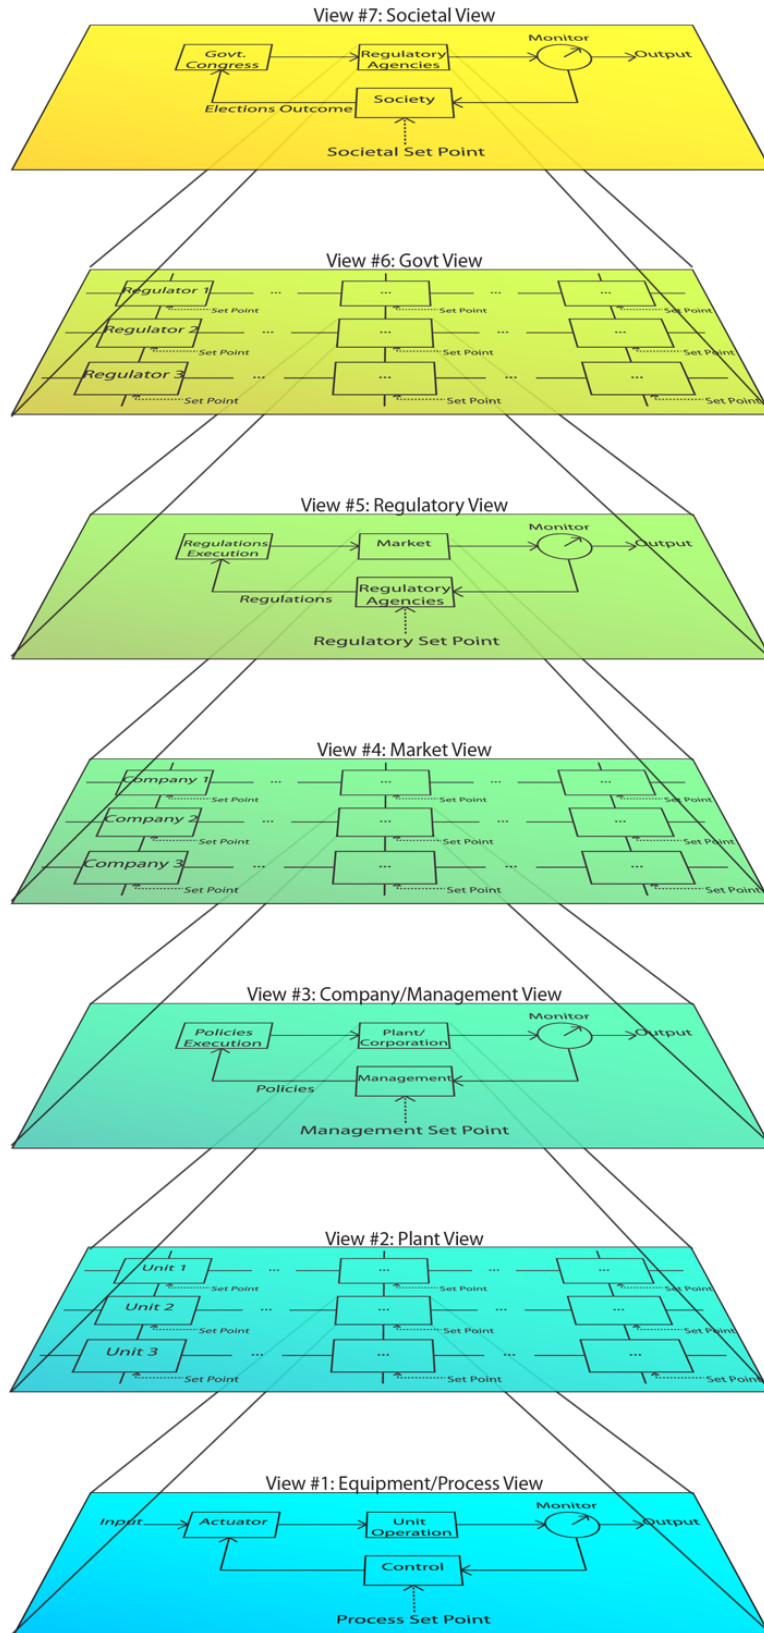 View #7: Societal View
Monitor
Govt.
Congress
Regulatory
Agencies
Output
Society
Elections Outcome
Societal Set Point
View #6: Govt View
Regulator 1 ... ... ...
Set Point Set Point Set Point
Regulator 2 ... ... ... ...
Set Point Set Point Set Point
Regulator 3 ... ... ... ...
Set Point Set Point Set Point
View #5: Regulatory View
Monitor
Regulations
Execution
Market
Output
Regulatory
Agencies
Regulations
Regulatory Set Point
View #4: Market View
Company 1 ... ... ... ...
Set Point Set Point Set Point
Company 2 ... ... ... ...
Set Point Set Point Set Point
Company 3 ... ... ... ...
Set Point Set Point Set Point
View #3: Company/Management View
Monitor
Policies
Execution
Plant/
Corporation
Output
Management
Policies
Management Set Point
View #2: Plant View
Unit 1 ... ... ... ...
Set Point Set Point Set Point
Unit 2 ... ... ... ...
Set Point Set Point Set Point
Unit 3 ... ... ... ...
Set Point Set Point Set Point
View #1: Equipment/Process View
Monitor
Input
Actuator
Unit
Operation
Output
Control
Process Set Point